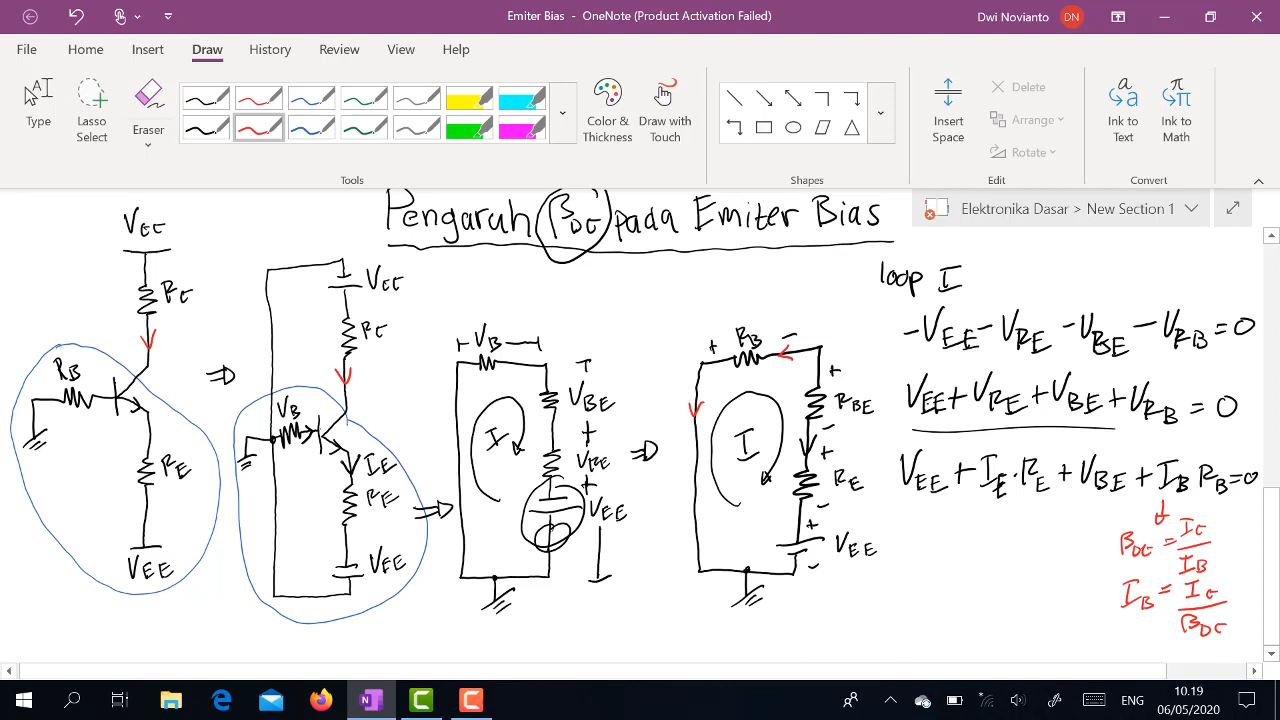 Emiter Bias - OneNote (Product Activation Failed)
Dwi Novianto
DN
File
Home
Insert
Draw
History
Review
View
Help
Type
Lasso Select
Eraser
Color & Thickness
Draw with Touch
Insert Space
Delete
Arrange
Rotate
Ink to Text
Ink to Math
Tools
Shapes
Edit
Convert
Elektronika Dasar > New Section 1
Pengaruh βDC pada Emiter Bias
VCC
RC
RB
RE
VEE
VCC
RC
VB
IE
RE
VEE
+ VB -
I
VBE
+
VRE
+
VEE
+ RB -
+
RBE
-
I
+
RE
-
+
VEE
-
loop I
-VEE - VRE - VBE - VRB = 0
VEE + VRE + VBE + VRB = 0
VEE + IE · RE + VBE + IB RB = 0
βDC = IC / IB
IB = IC / βDC
ENG
10.19
06/05/2020